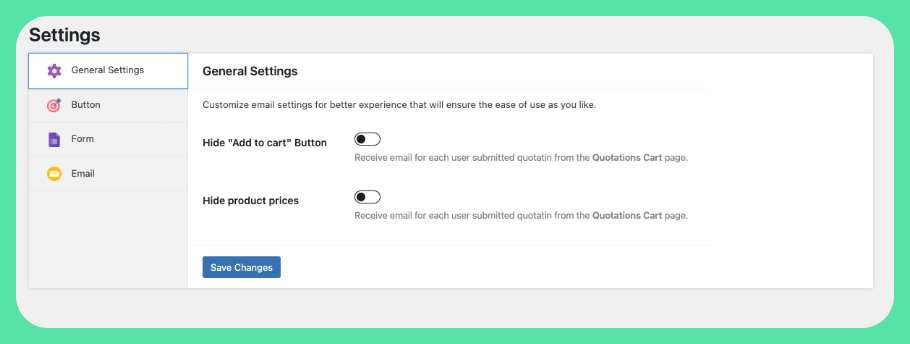 Settings
General Settings
Button
Form
Email
General Settings
Customize email settings for better experience that will ensure the ease of use as you like.
Hide "Add to cart" Button
Receive email for each user submitted quotatin from the Quotations Cart page.
Hide product prices
Receive email for each user submitted quotatin from the Quotations Cart page.
Save Changes